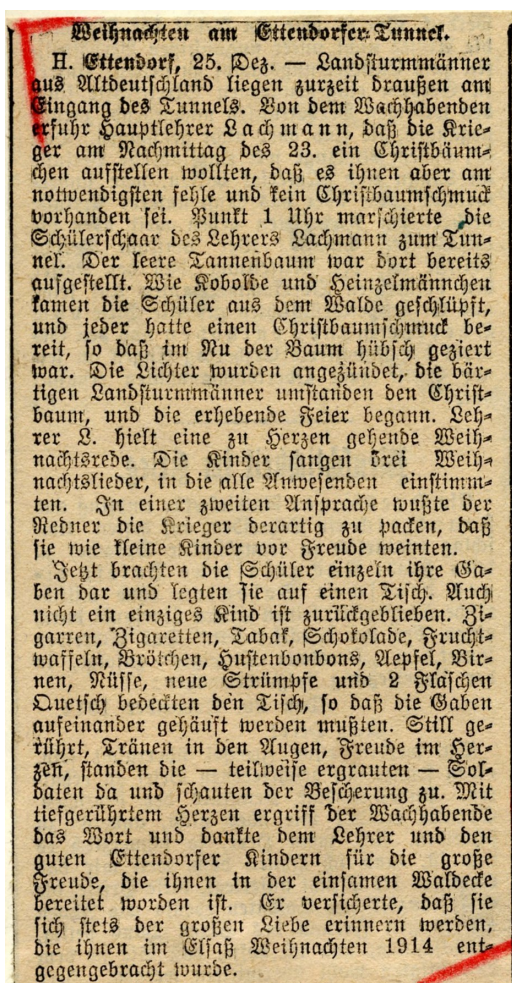 Weihnachten am Ettendorfer Tunnel.
H. Ettendorf, 25. Dez. — Landsturmmänner
aus Altdeutschland liegen zurzeit draußen am
Eingang des Tunnels. Von dem Wachhabenden
erfuhr Hauptlehrer Lachmann, daß die Krie-
ger am Nachmittag des 23. ein Christbäum-
chen aufstellen wollten, daß es ihnen aber am
notwendigsten fehle und kein Christbaumschmuck
vorhanden sei. Punkt 1 Uhr marschierte die
Schülerschaar des Lehrers Lachmann zum Tun-
nel. Der leere Tannenbaum war dort bereits
aufgestellt. Wie Kobolde und Heinzelmännchen
kamen die Schüler aus dem Walde geschlüpft,
und jeder hatte einen Christbaumschmuck be-
reit, so daß im Nu der Baum hübsch geziert
war. Die Lichter wurden angezündet, die bär-
tigen Landsturmmänner umstanden den Christ-
baum, und die erhebende Feier begann. Leh-
rer L. hielt eine zu Herzen gehende Weih-
nachtsrede. Die Kinder sangen drei Weih-
nachtslieder, in die alle Anwesenden einstimm-
ten. In einer zweiten Ansprache wußte der
Redner die Krieger derartig zu packen, daß
sie wie kleine Kinder vor Freude weinten.
Jetzt brachten die Schüler einzeln ihre Ga-
ben dar und legten sie auf einen Tisch. Auch
nicht ein einziges Kind ist zurückgeblieben. Zi-
garren, Zigaretten, Tabak, Schokolade, Frucht-
waffeln, Brötchen, Hustenbonbons, Aepfel, Bir-
nen, Nüsse, neue Strümpfe und 2 Flaschen
Quetsch bedeckten den Tisch, so daß die Gaben
aufeinander gehäuft werden mußten. Still ge-
rührt, Tränen in den Augen, Freude im Her-
zen, standen die — teilweise ergrauten — Sol-
daten da und schauten der Bescherung zu. Mit
tiefgerührtem Herzen ergriff der Wachhabende
das Wort und dankte dem Lehrer und den
guten Ettendorfer Kindern für die große
Freude, die ihnen in der einsamen Waldecke
bereitet worden ist. Er versicherte, daß sie
sich stets der großen Liebe erinnern werden,
die ihnen im Elsaß Weihnachten 1914 ent-
gegengebracht wurde.